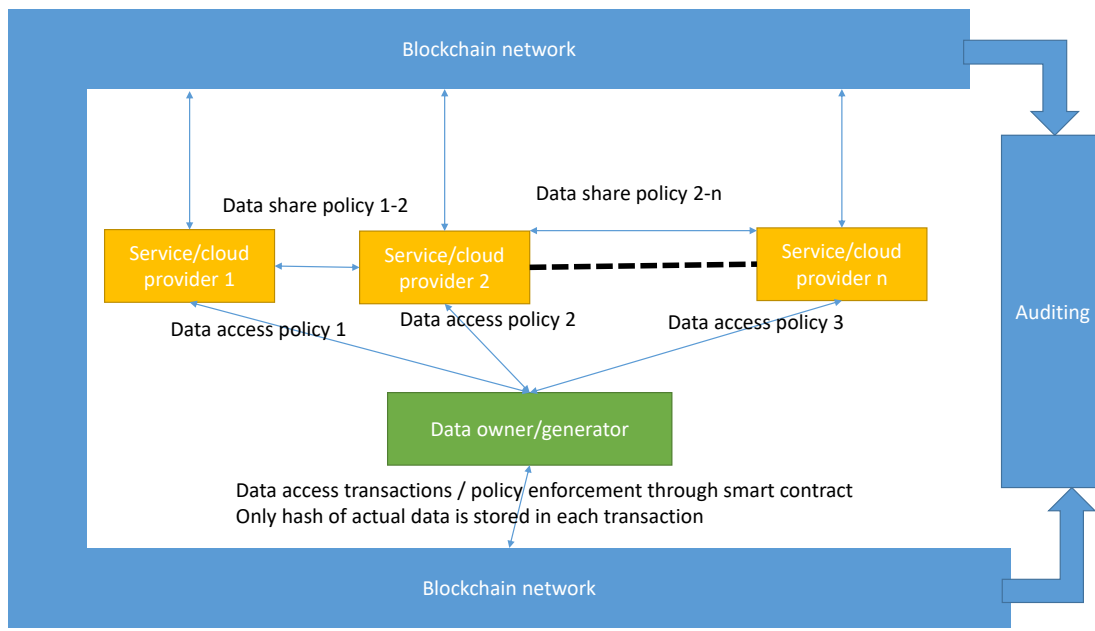 Blockchain network
Data share policy 1-2
Data share policy 2-n
Service/cloud
provider 1
Service/cloud
provider 2
Service/cloud
provider n
Auditing
Data access policy 1
Data access policy 2
Data access policy 3
Data owner/generator
Data access transactions / policy enforcement through smart contract
Only hash of actual data is stored in each transaction
Blockchain network